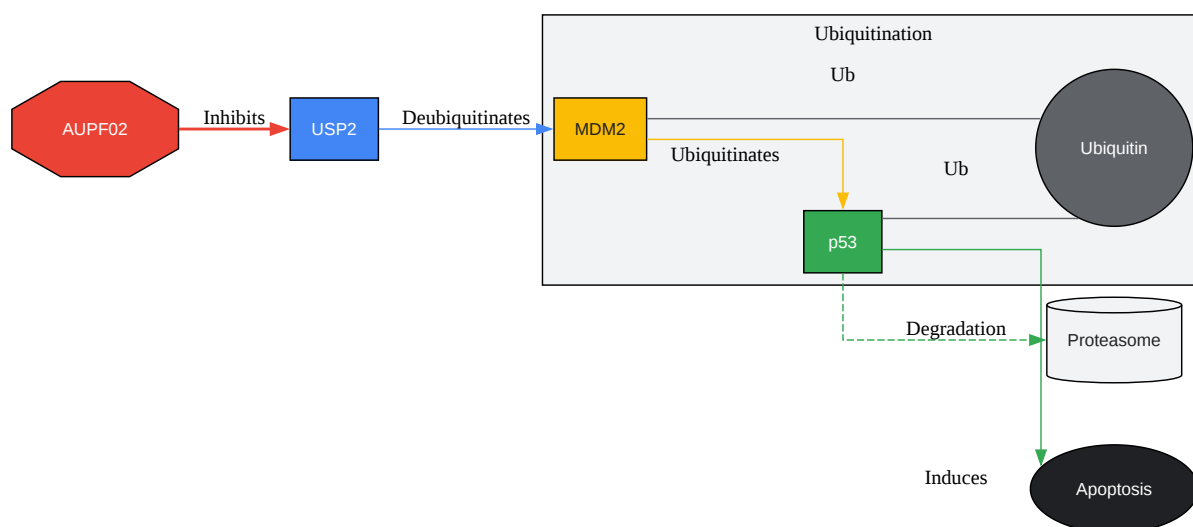 Ubiquitination
Ub
AUPF02
Inhibits
USP2
Deubiquitinates
MDM2
Ubiquitinates
Ubiquitin
Ub
p53
Degradation
Proteasome
Induces
Apoptosis